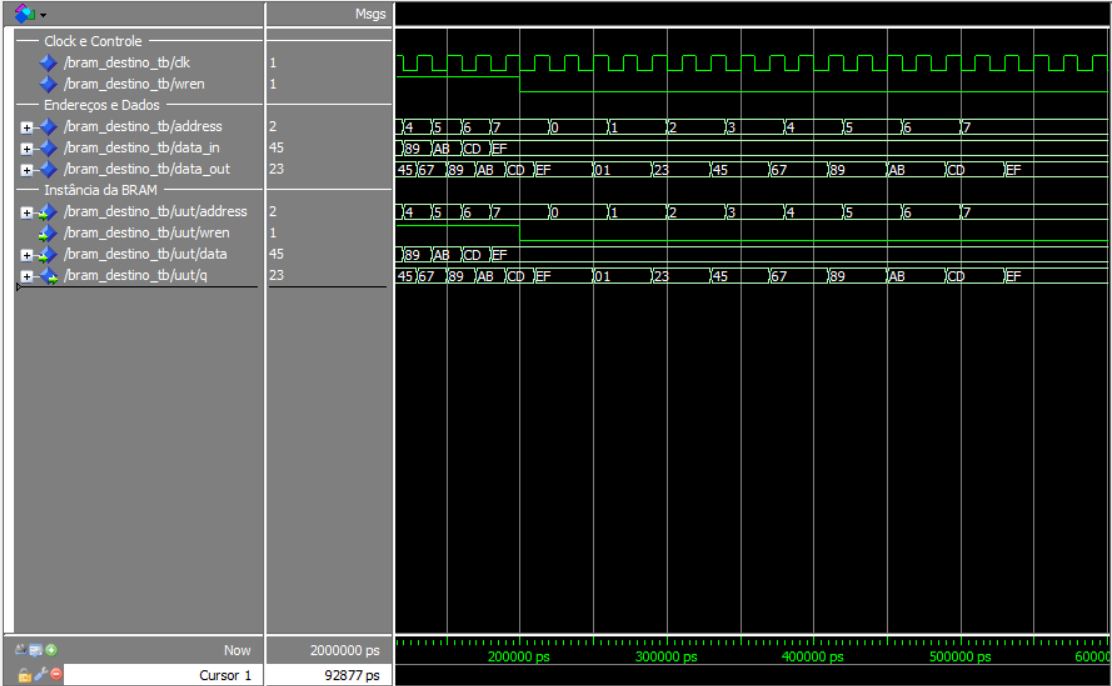 Msgs
Clock e Controle
/bram_destino_tb/clk 1
/bram_destino_tb/wren 1
Endereços e Dados
/bram_destino_tb/address 2 4 5 6 7 0 1 2 3 4 5 6 7
/bram_destino_tb/data_in 45 89 AB CD EF
/bram_destino_tb/data_out 23 45 67 89 AB CD EF 01 23 45 67 89 AB CD EF
Instância da BRAM
/bram_destino_tb/uut/address 2 4 5 6 7 0 1 2 3 4 5 6 7
/bram_destino_tb/uut/wren 1
/bram_destino_tb/uut/data 45 89 AB CD EF
/bram_destino_tb/uut/q 23 45 67 89 AB CD EF 01 23 45 67 89 AB CD EF
Now 2000000 ps 200000 ps 300000 ps 400000 ps 500000 ps 60000
Cursor 1 92877 ps